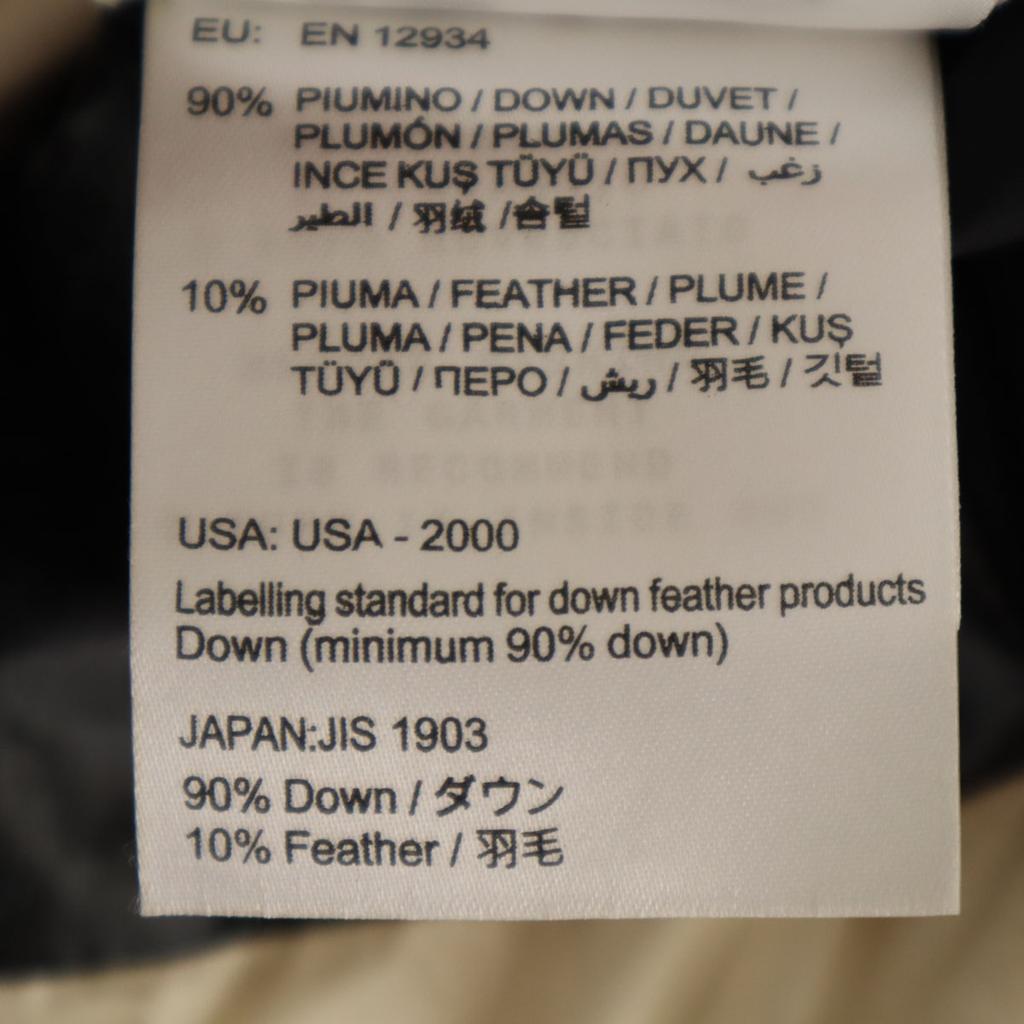 EU: EN 12934
90% PIUMINO / DOWN / DUVET /
PLUMÓN / PLUMAS / DAUNE /
INCE KUŞ TÜYÜ / ПУХ / زغب
الطير / 羽绒 / 솜털
10% PIUMA / FEATHER / PLUME /
PLUMA / PENA / FEDER / KUŞ
TÜYÜ / ПЕРО / ريش / 羽毛 / 깃털
USA: USA - 2000
Labelling standard for down feather products
Down (minimum 90% down)
JAPAN:JIS 1903
90% Down / ダウン
10% Feather / 羽毛